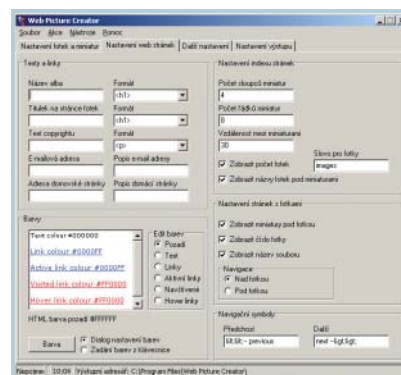 Web Picture Creator
Soubor Akce Nástroje Pomoc
Nastavení fotek a miniatur
Nastavení web stránek
Další nastavení
Nastavení výstupu
Texty a linky
Název alba
Formát
<h1>
Titulek na stránce fotek
Formát
<h1>
Text copyrightu
Formát
<p>
E-mailová adresa
Popis e-mail adresy
Adresa domovské stránky
Popis domácí stránky
Barvy
Text colour #000000
Link colour #0000FF
Active link colour #0000FF
Visited link colour #FF0000
Hover link colour #FF0000
Edit barev
Pozadí
Text
Linky
Aktivní linky
Navštívené
Hover linky
HTML barva pozadí #FFFFFF
Barva
Dialog nastavení barev
Zadání barev z klávesnice
Nastavení indexu stránek
Počet sloupců miniatur
4
Počet řádků miniatur
8
Vzdálenost mezi miniaturami
30
Zobrazit počet fotek
Slovo pro fotky
images
Zobrazit názvy fotek pod miniaturami
Nastavení stránek s fotkami
Zobrazit miniatury pod fotkou
Zobrazit číslo fotky
Zobrazit název souboru
Navigace
Nad fotkou
Pod fotkou
Navigační symboly
Předchozí
&lt;&lt;- previous
Další
next -&gt;&gt;
10:04
Výstupní adresář: C:\Program Files\Web Picture Creator\